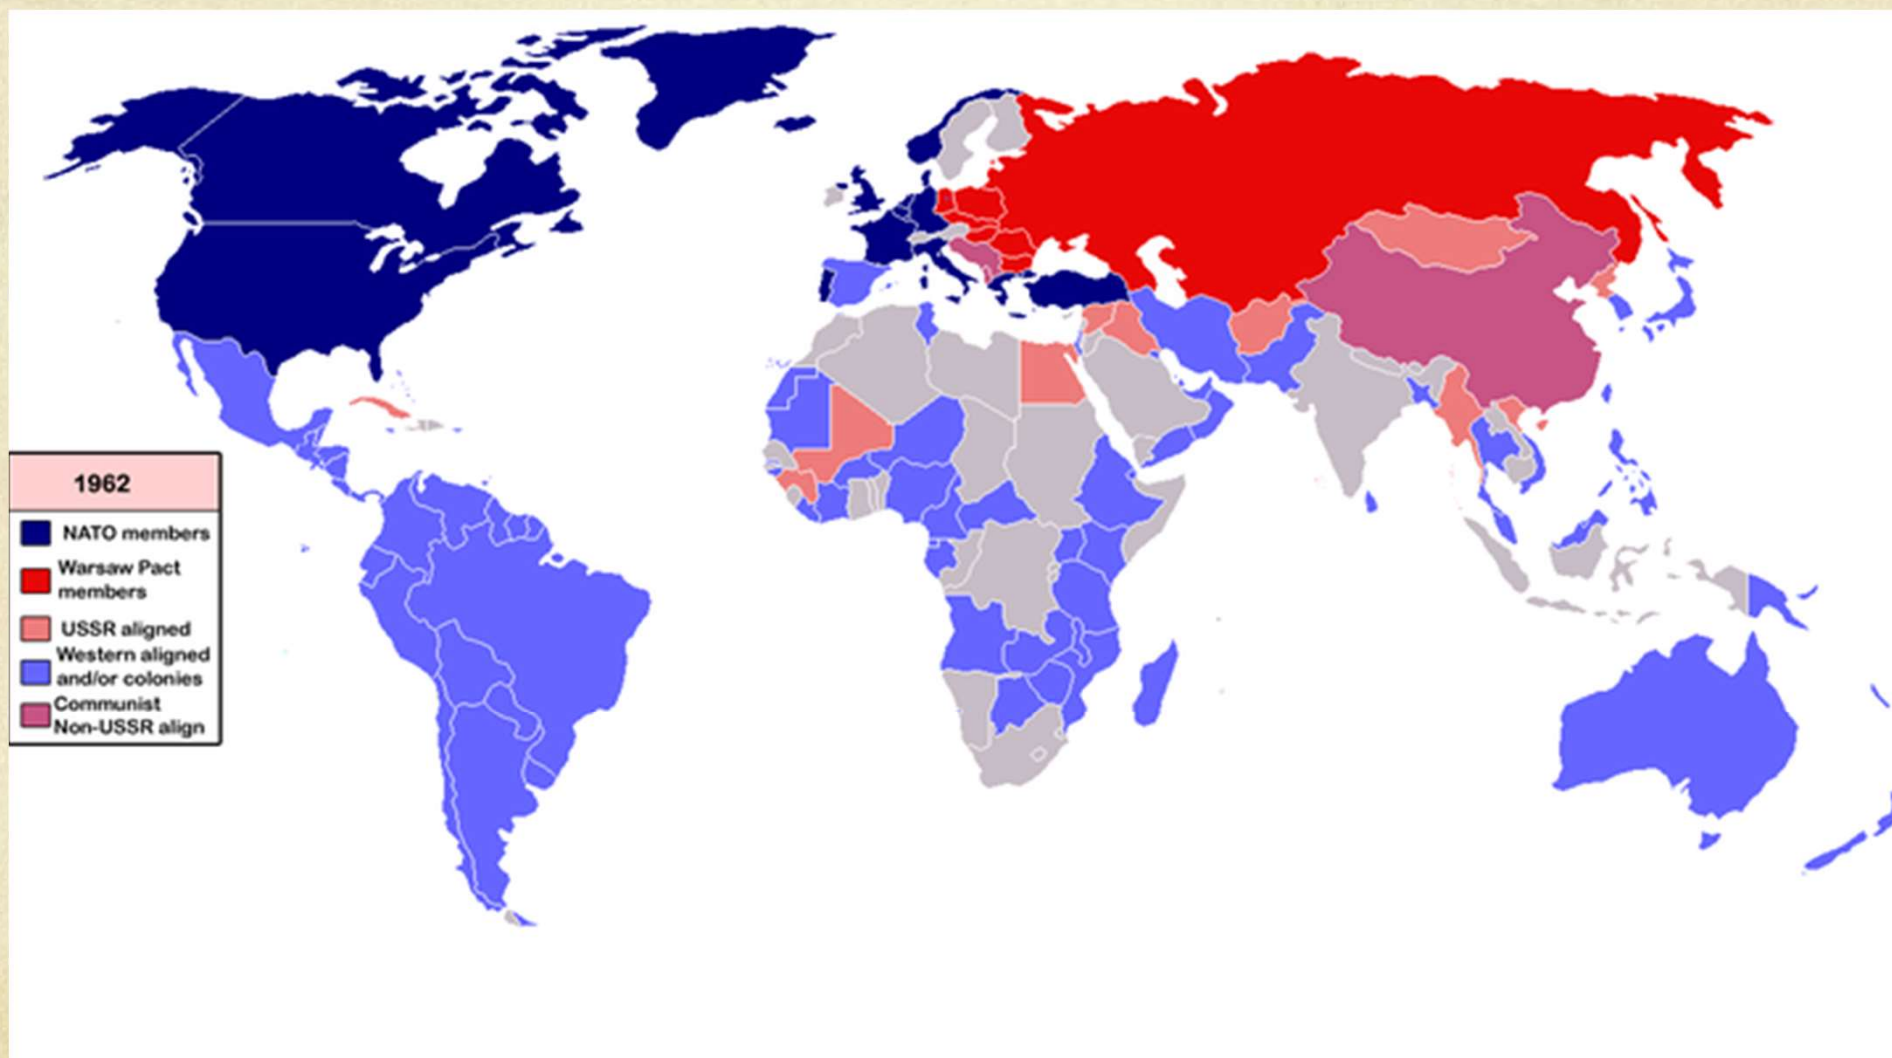 1962
NATO members
Warsaw Pact
members
USSR aligned
Western aligned
and/or colonies
Communist
Non-USSR align